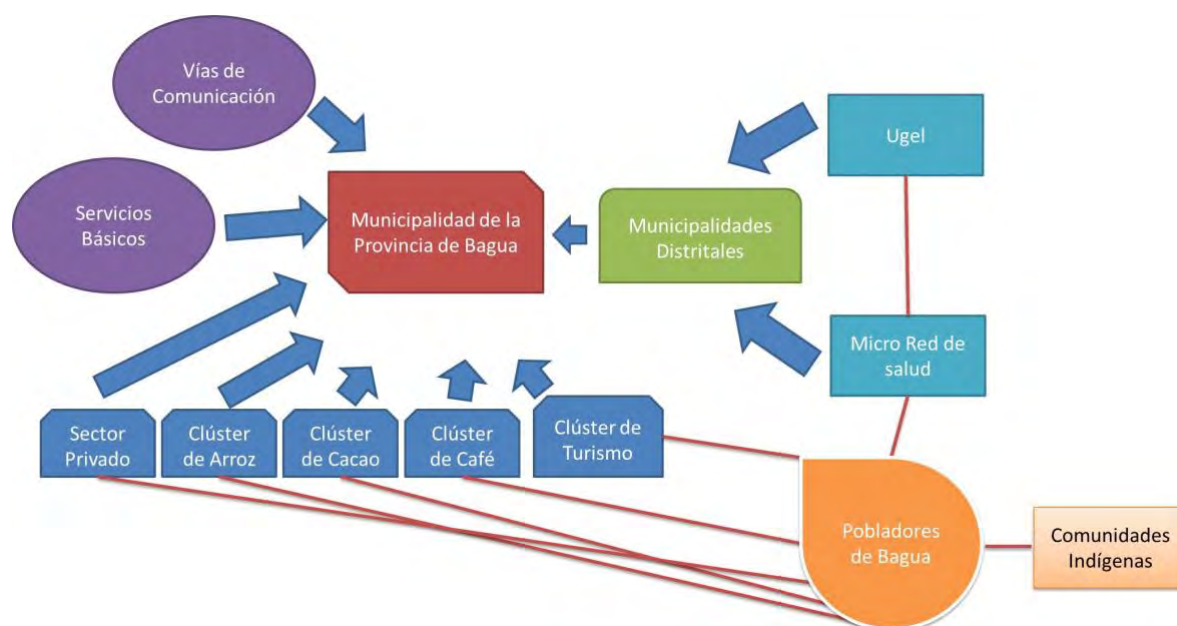 Vías de
Comunicación
Servicios
Básicos
Municipalidad de la
Provincia de Bagua
Municipalidades
Distritales
Ugel
Micro Red de
salud
Sector
Privado
Clúster
de Arroz
Clúster
de Cacao
Clúster
de Café
Clúster de
Turismo
Pobladores
de Bagua
Comunidades
Indígenas